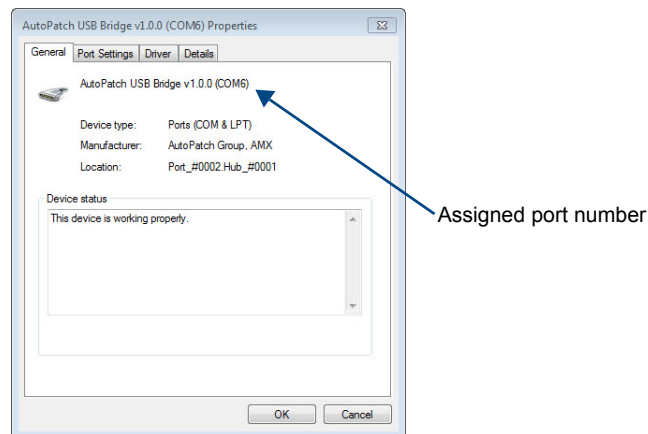 AutoPatch USB Bridge v1.0.0 (COM6) Properties
General Port Settings Driver Details
AutoPatch USB Bridge v1.0.0 (COM6)
Device type: Ports (COM & LPT)
Manufacturer: AutoPatch Group, AMX
Location: Port_#0002.Hub_#0001
Device status
This device is working properly.
Assigned port number
OK Cancel